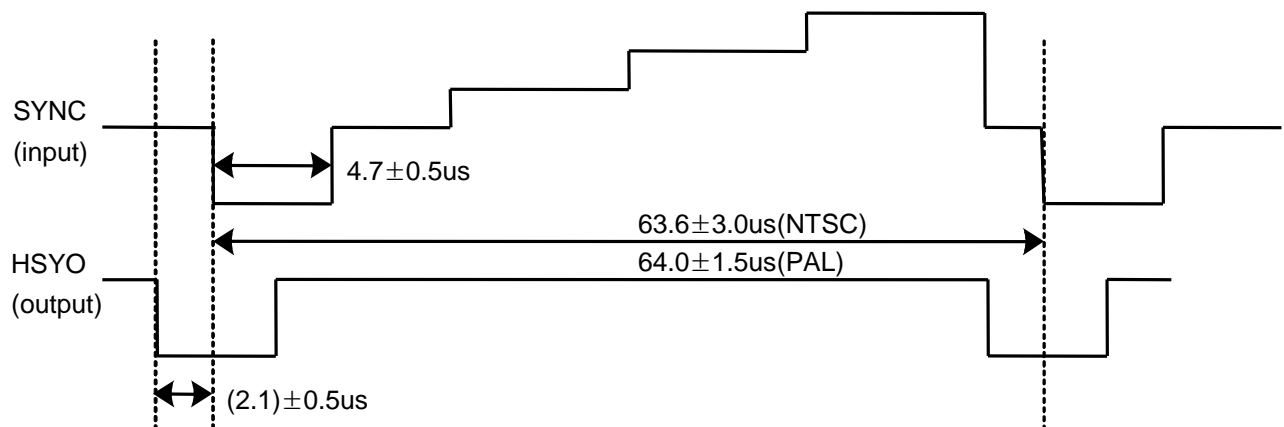 SYNC
(input)
4.7±0.5us
63.6±3.0us(NTSC)
HSYO
64.0±1.5us(PAL)
(output)
(2.1)±0.5us